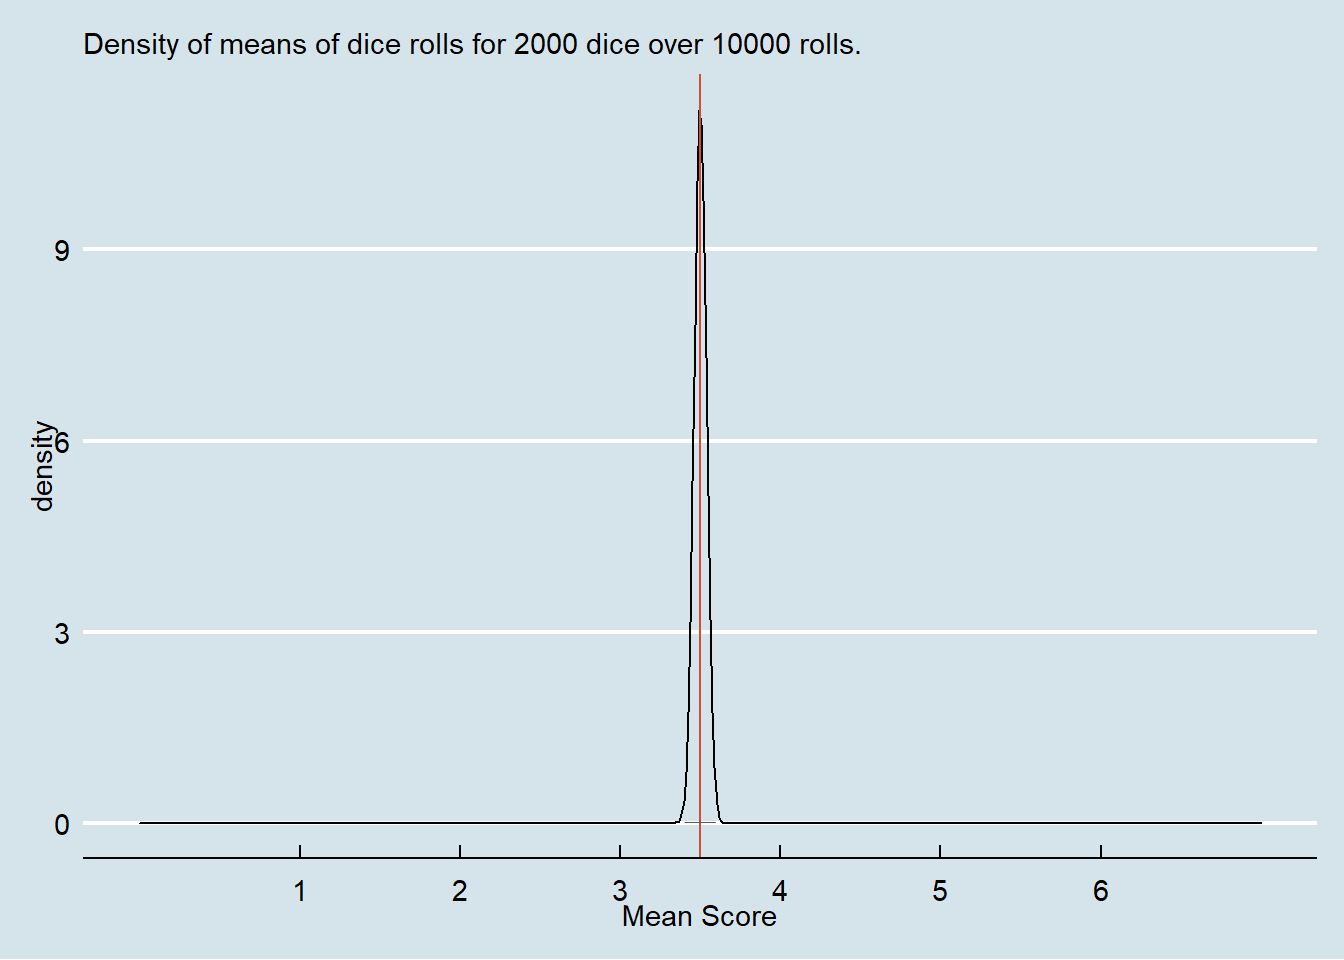 Density of means of dice rolls for 2000 dice over 10000 rolls.
9
6
3
0
density
1 2 3 4 5 6
Mean Score